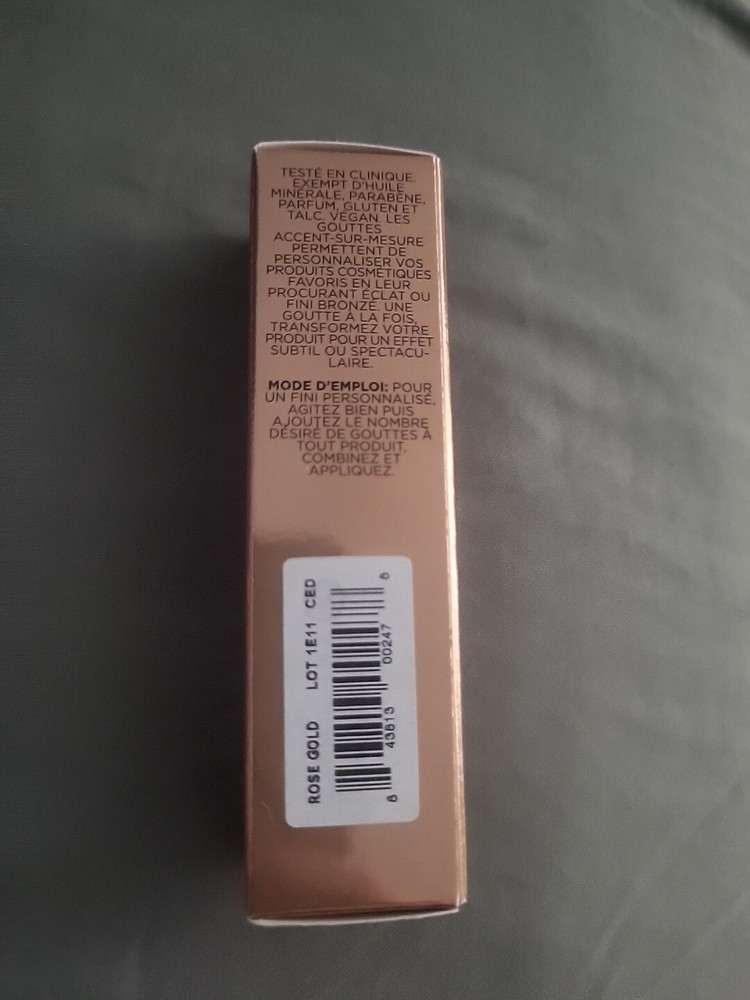 TESTÉ EN CLINIQUE.
EXEMPT D'HUILE
MINÉRALE, PARABÈNE,
PARFUM, GLUTEN ET
TALC. VÉGAN. LES
GOUTTES
ACCENT-SUR-MESURE
PERMETTENT DE
PERSONNALISER VOS
PRODUITS COSMÉTIQUES
FAVORIS EN LEUR
PROCURANT ÉCLAT OU
FINI BRONZÉ. UNE
GOUTTE À LA FOIS,
TRANSFORMEZ VOTRE
PRODUIT POUR UN EFFET
SUBTIL OU SPECTACU-
LAIRE.
MODE D'EMPLOI: POUR
UN FINI PERSONNALISÉ,
AGITEZ BIEN PUIS
AJOUTEZ LE NOMBRE
DÉSIRÉ DE GOUTTES À
TOUT PRODUIT,
COMBINEZ ET
APPLIQUEZ.
ROSE GOLD LOT 1E11 CED
6 43613 00247 6